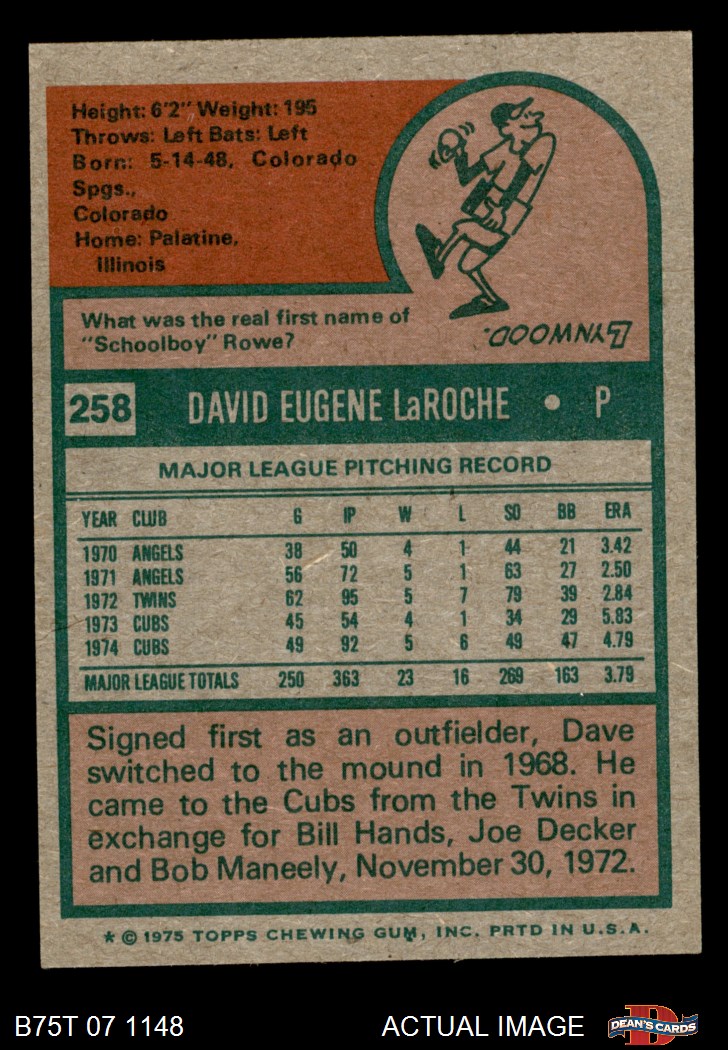 Height: 6'2" Weight: 195
Throws: Left Bats: Left
Born: 5-14-48, Colorado
Spgs.,
Colorado
Home: Palatine,
Illinois
What was the real first name of
"Schoolboy" Rowe?
LYNWOOD.
258 DAVID EUGENE LaROCHE • P
MAJOR LEAGUE PITCHING RECORD
YEAR CLUB G IP W L SO BB ERA
1970 ANGELS 38 50 4 1 44 21 3.42
1971 ANGELS 56 72 5 1 63 27 2.50
1972 TWINS 62 95 5 7 79 39 2.84
1973 CUBS 45 54 4 1 34 29 5.83
1974 CUBS 49 92 5 6 49 47 4.79
MAJOR LEAGUE TOTALS 250 363 23 16 269 163 3.79
Signed first as an outfielder, Dave
switched to the mound in 1968. He
came to the Cubs from the Twins in
exchange for Bill Hands, Joe Decker
and Bob Maneely, November 30, 1972.
* © 1975 TOPPS CHEWING GUM, INC. PRTD IN U.S.A.
B75T 07 1148 ACTUAL IMAGE DEAN'S CARDS